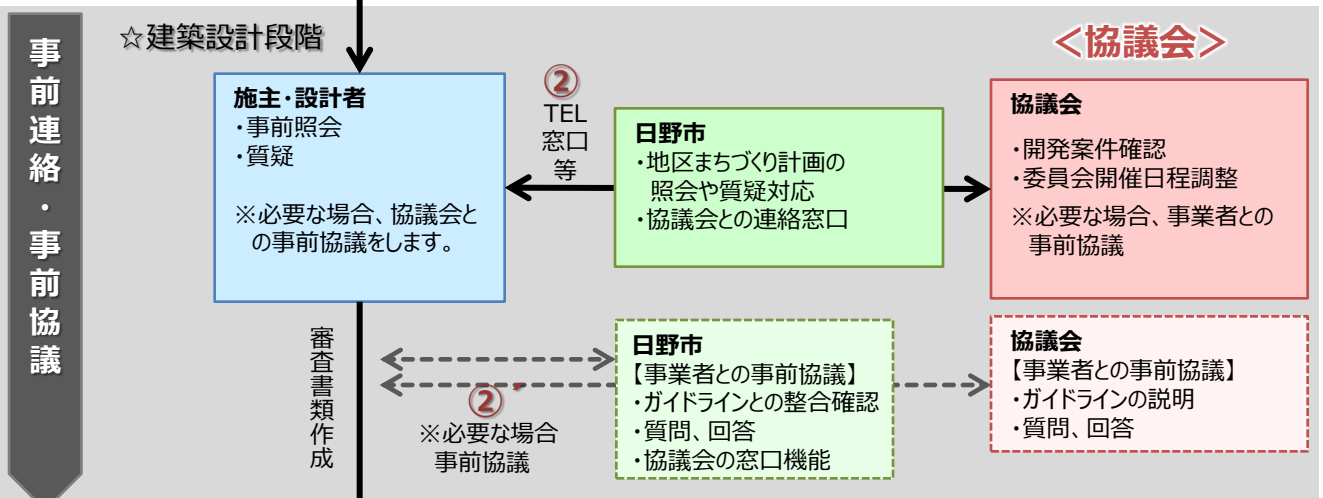 事前連絡・事前協議
☆建築設計段階
<協議会>
施主・設計者
・事前照会
・質疑
※必要な場合、協議会と
の事前協議をします。
②
TEL
窓口
等
日野市
・地区まちづくり計画の
照会や質疑対応
・協議会との連絡窓口
協議会
・開発案件確認
・委員会開催日程調整
※必要な場合、事業者との
事前協議
審査書類作成
②
※必要な場合
事前協議
日野市
【事業者との事前協議】
・ガイドラインとの整合確認
・質問、回答
・協議会の窓口機能
協議会
【事業者との事前協議】
・ガイドラインの説明
・質問、回答